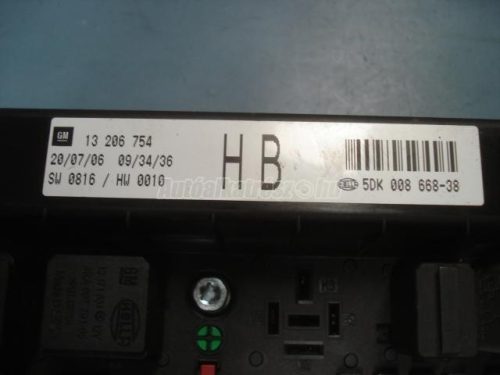 GM 13 206 754
20/07/06 09/34/36
SW 0816 / HW 0010
HB
5DK 008 668-38
GM